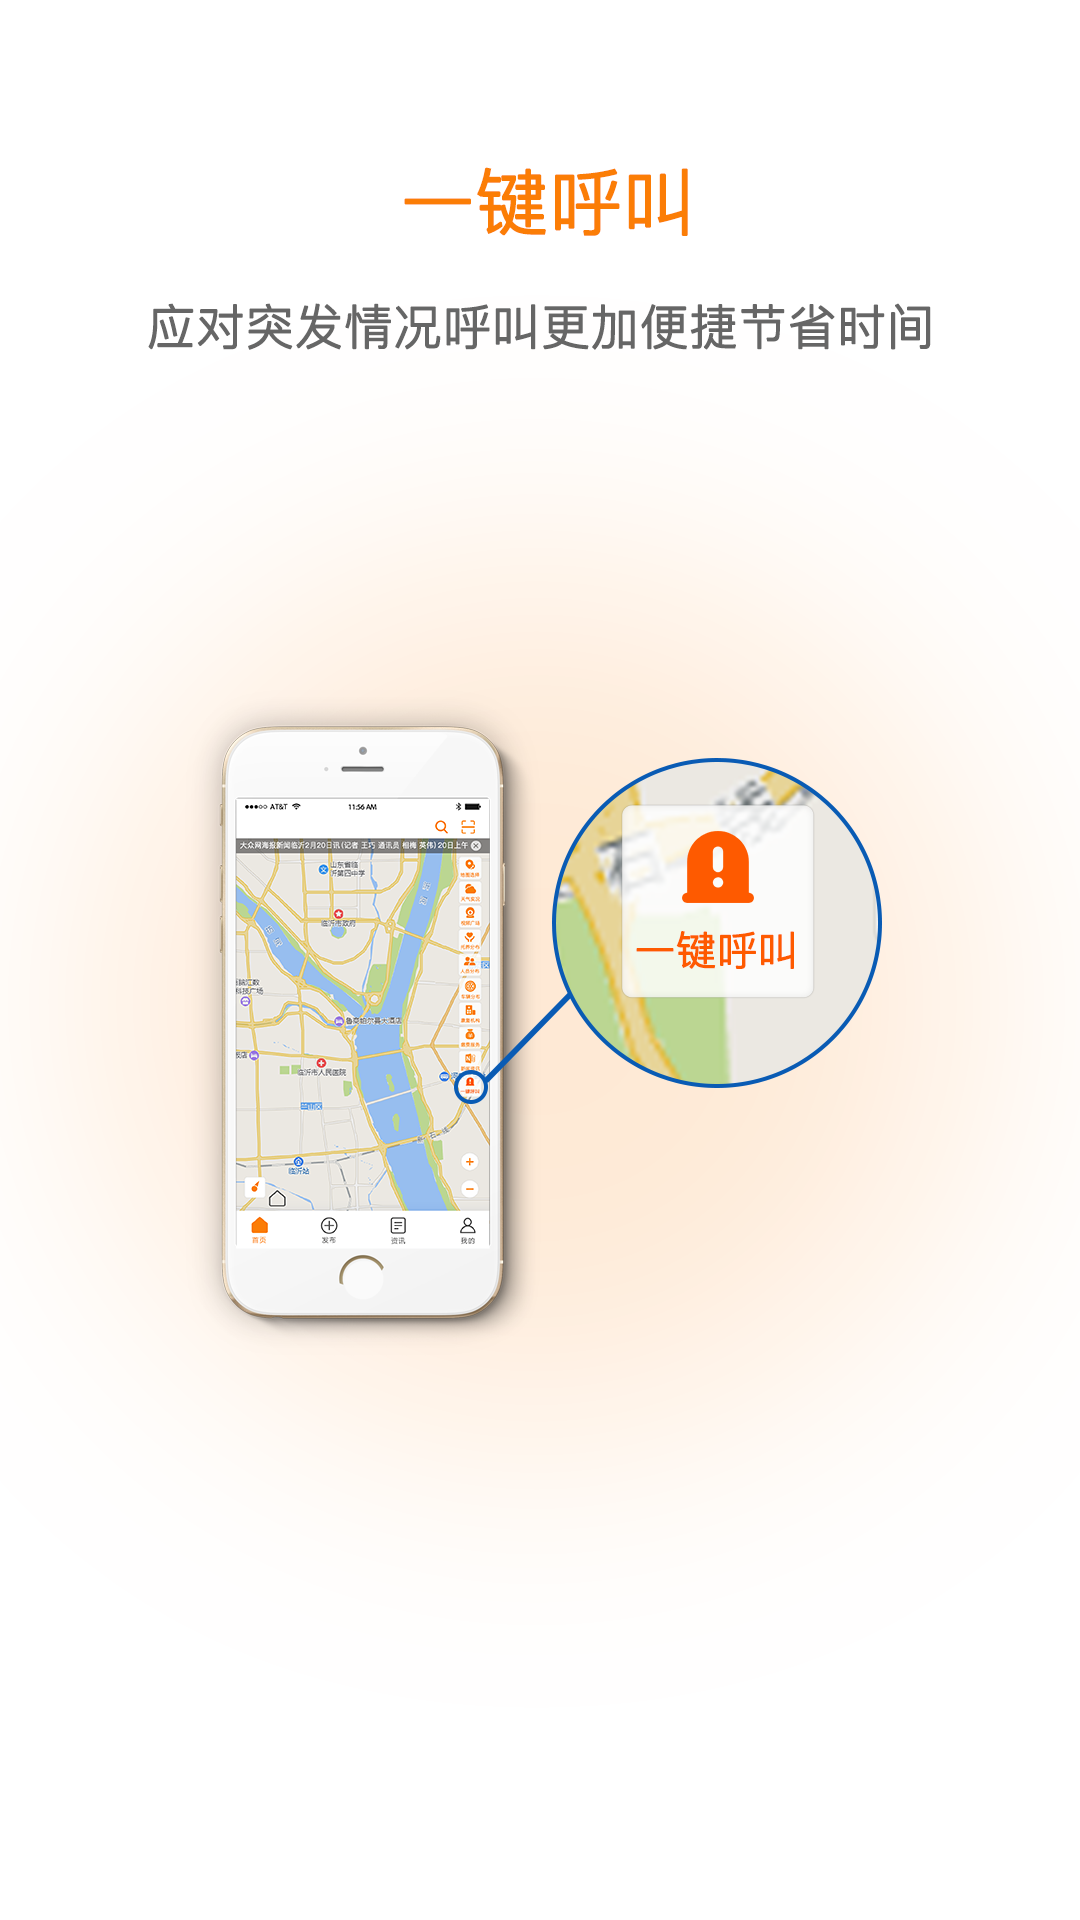 一键呼叫
应对突发情况呼叫更加便捷节省时间
AT&T
11:56 AM
大众网海报新闻临沂2月20日讯(记者 王巧 通讯员 相梅 英伟)20日上午
山东省临
沂第四中学
临沂市政府
鲁商铂尔曼大酒店
临沂市人民医院
兰山区
临沂站
一键呼叫
首页
发布
资讯
我的
一键呼叫